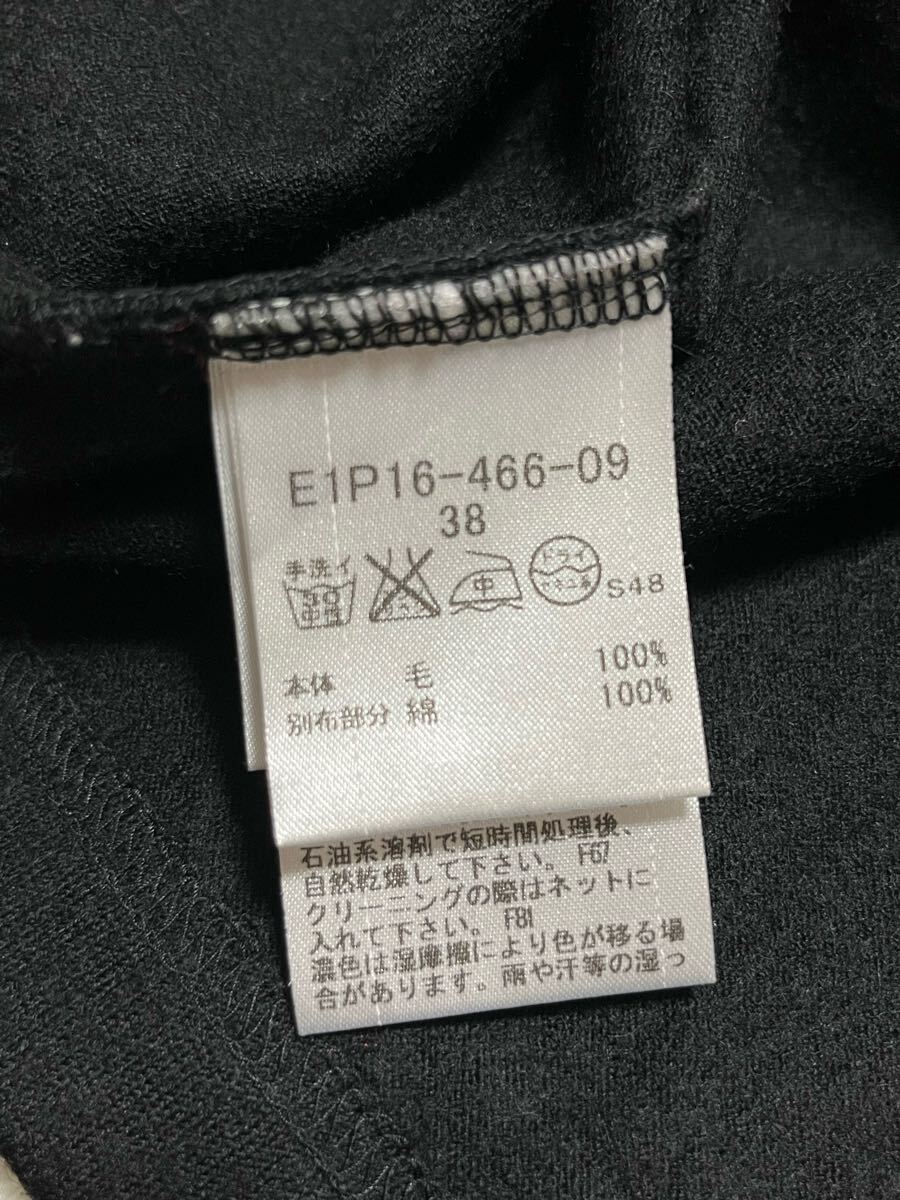 E1P16-466-09
38
手洗イ
30
中
ドライ
セキユ系
S48
本体 毛 100%
別布部分 綿 100%
石油系溶剤で短時間処理後、
自然乾燥して下さい。F67
クリーニングの際はネットに
入れて下さい。F81
濃色は湿摩擦により色が移る場
合があります。雨や汗等の湿っ